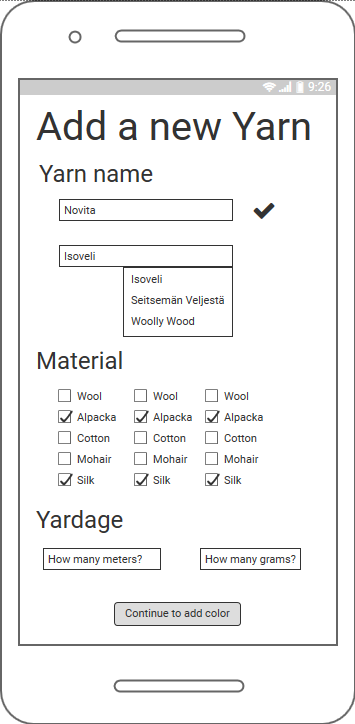 9:26
Add a new Yarn
Yarn name
Novita
Isoveli
Isoveli
Seitsemän Veljestä
Woolly Wood
Material
Wool Wool Wool
Alpacka Alpacka Alpacka
Cotton Cotton Cotton
Mohair Mohair Mohair
Silk Silk Silk
Yardage
How many meters? How many grams?
Continue to add color